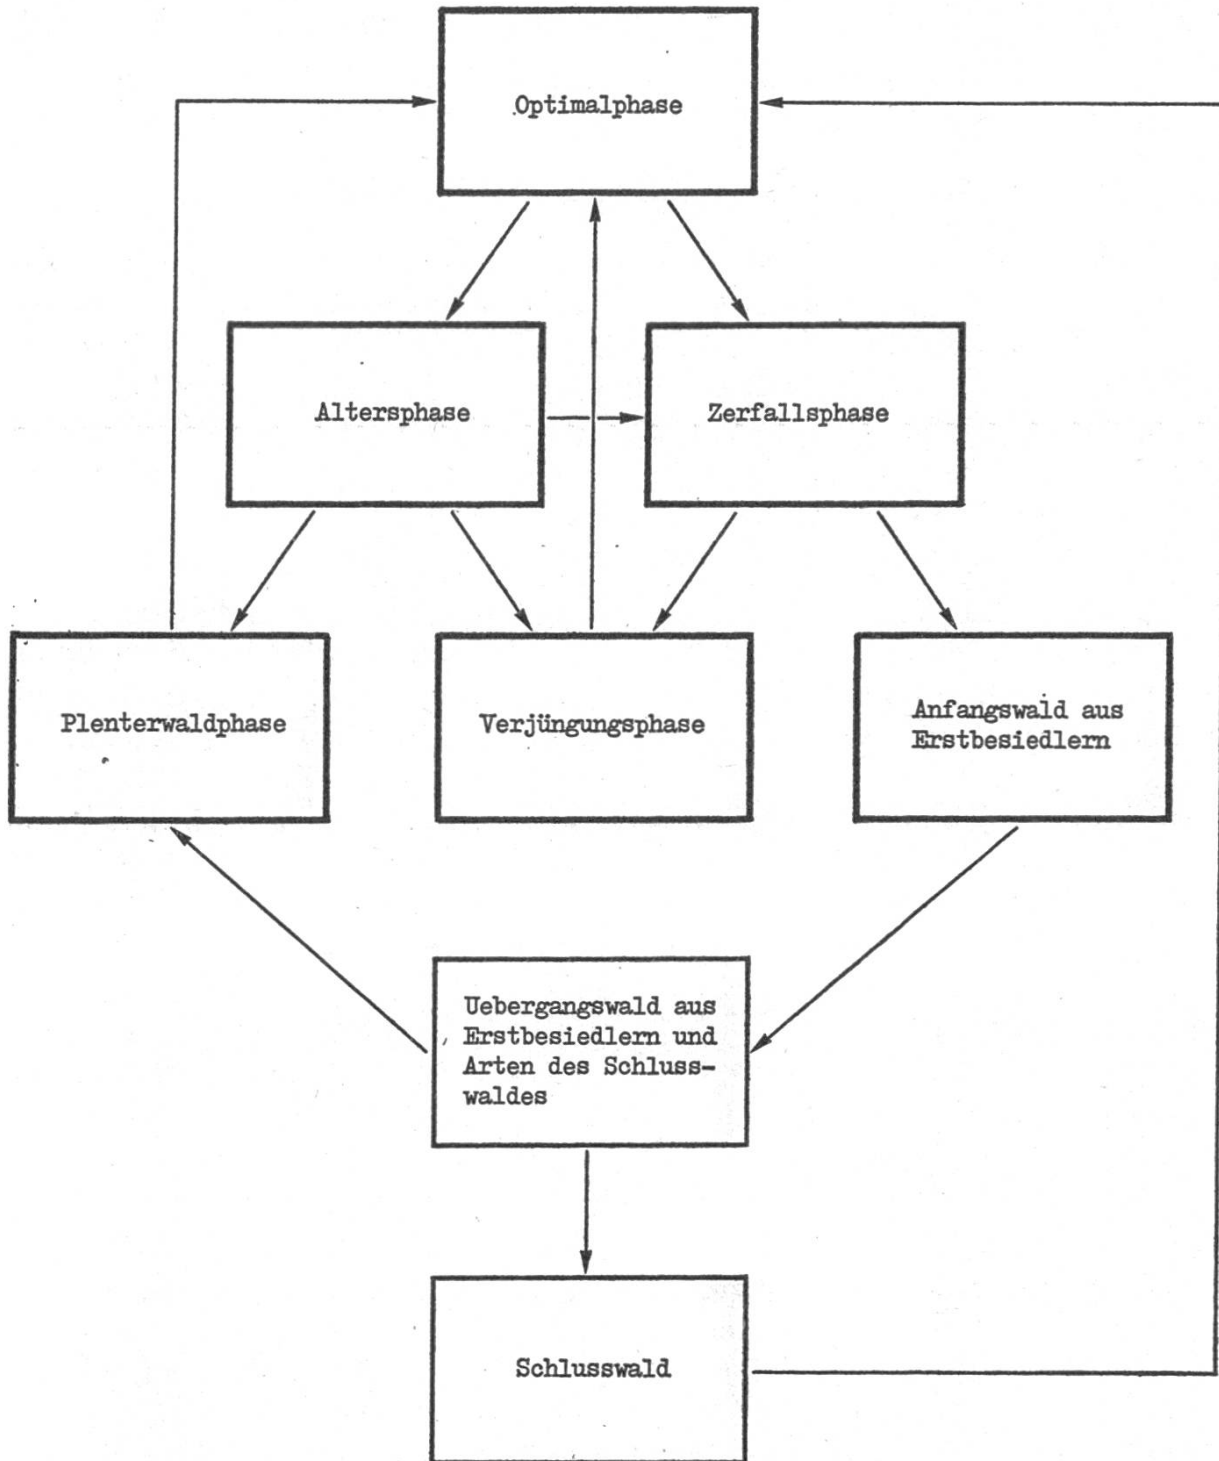 Optimalphase
Altersphase
Zerfallsphase
Plenterwaldphase
Verjüngungsphase
Anfangswald aus
Erstbesiedlern
Uebergangswald aus
Erstbesiedlern und
Arten des Schluss-
waldes
Schlusswald